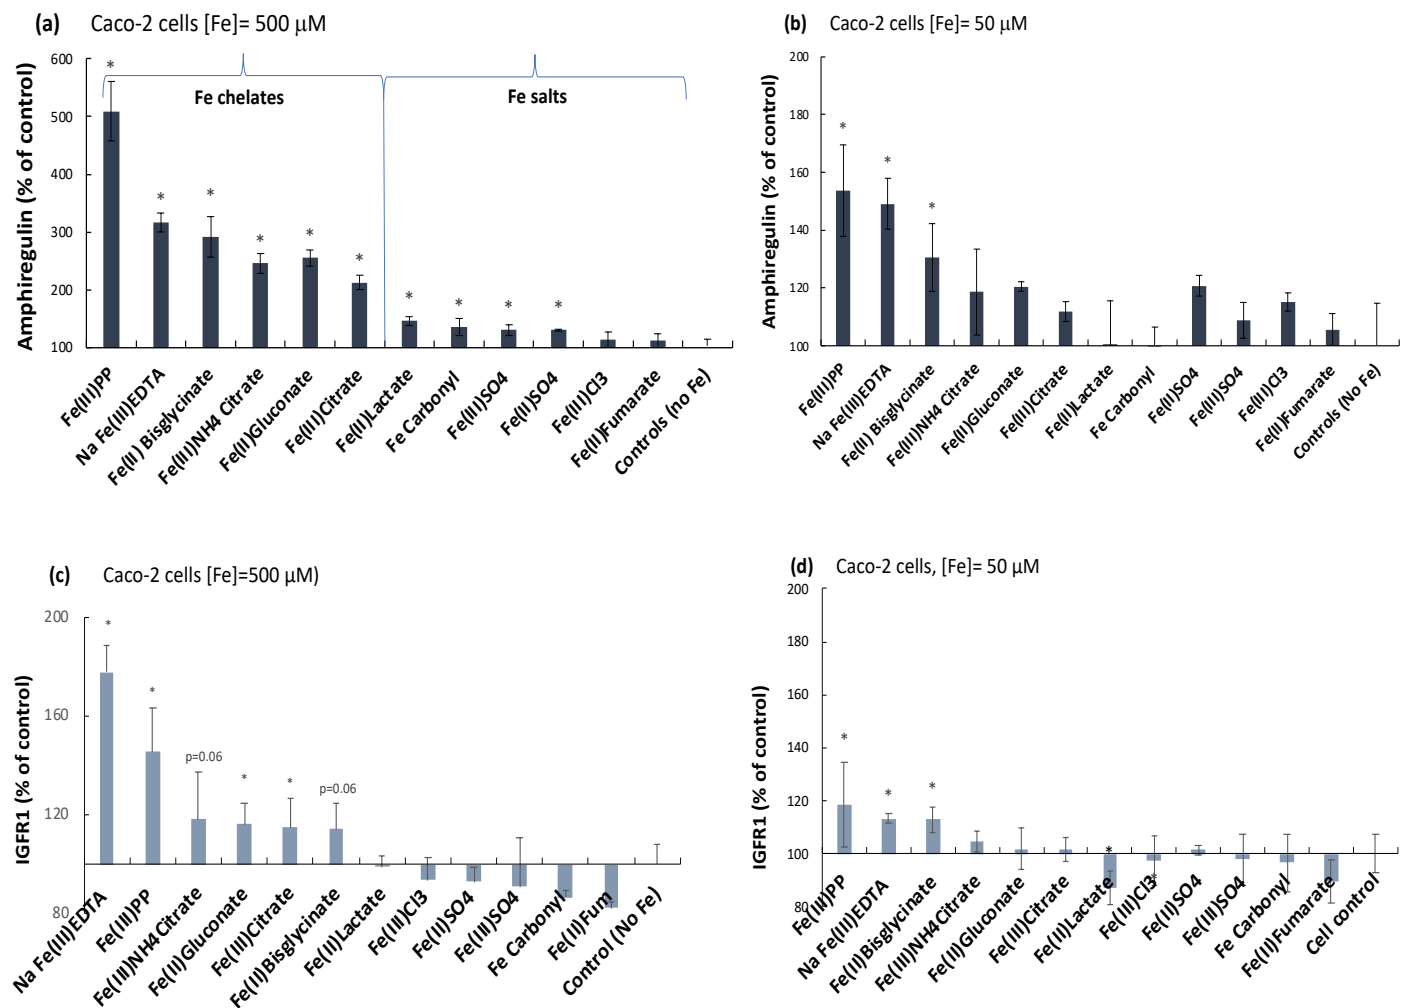 (a) Caco-2 cells [Fe]= 500 μM
Amphiregulin (% of control)
600
500
400
300
200
100
Fe chelates
Fe salts
*
*
*
*
*
*
*
*
*
*
Fe(III)PP
Na Fe(III)EDTA
Fe(II) Bisglycinate
Fe(III)NH4 Citrate
Fe(II)Gluconate
Fe(III)Citrate
Fe(II)Lactate
Fe Carbonyl
Fe(III)SO4
Fe(II)SO4
Fe(III)Cl3
Fe(II)Fumarate
Controls (no Fe)
(b) Caco-2 cells [Fe]= 50 μM
Amphiregulin (% of control)
200
180
160
140
120
100
*
*
*
Fe(III)PP
Na Fe(III)EDTA
Fe(II) Bisglycinate
Fe(III)NH4 Citrate
Fe(II)Gluconate
Fe(III)Citrate
Fe(II)Lactate
Fe Carbonyl
Fe(II)SO4
Fe(III)SO4
Fe(III)Cl3
Fe(II)Fumarate
Controls (No Fe)
(c) Caco-2 cells [Fe]=500 μM)
IGFR1 (% of control)
200
160
120
80
*
*
p=0.06
*
*
p=0.06
Na Fe(III)EDTA
Fe(III)PP
Fe(III)NH4 Citrate
Fe(II)Gluconate
Fe(III)Citrate
Fe(II)Bisglycinate
Fe(II)Lactate
Fe(III)Cl3
Fe(II)SO4
Fe(III)SO4
Fe Carbonyl
Fe(II)Fum
Control (No Fe)
(d) Caco-2 cells, [Fe]= 50 μM
IGFR1 (% of control)
200
180
160
140
120
100
80
*
*
*
*
*
Fe(III)PP
Na Fe(III)EDTA
Fe(II)Bisglycinate
Fe(III)NH4Citrate
Fe(II)Gluconate
Fe(III)Citrate
Fe(II)Lactate
Fe(III)Cl3
Fe(II)SO4
Fe(III)SO4
Fe Carbonyl
Fe(II)Fumarate
Cell control